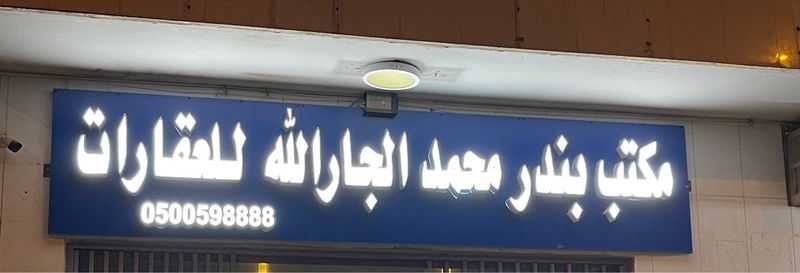 مكتب بندر محمد الجارالله للعقارات
0500598888